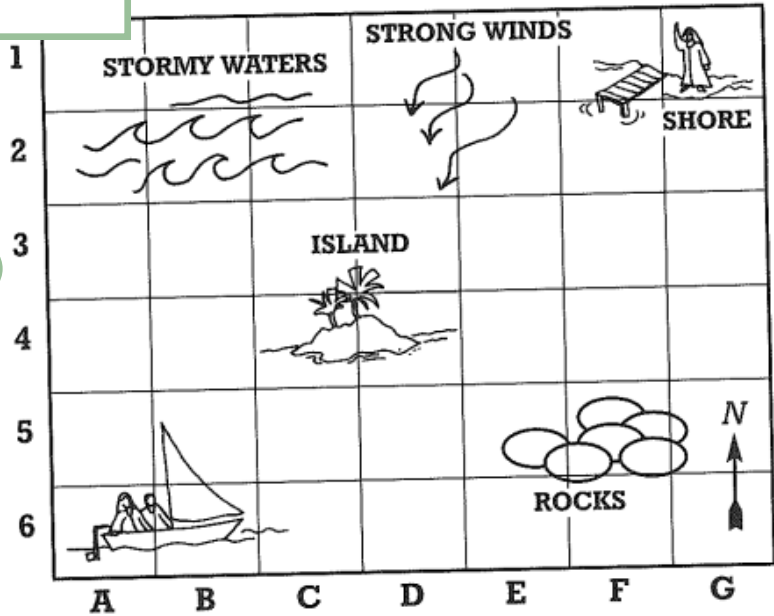 STRONG WINDS
1
STORMY WATERS
SHORE
2
3
ISLAND
4
5
N
ROCKS
6
A B C D E F G